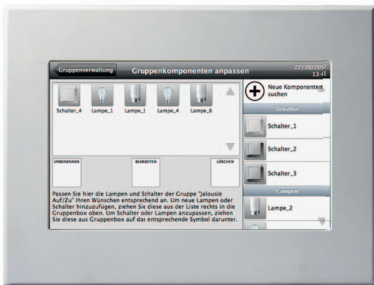 Gruppenverwaltung
Gruppenkomponenten anpassen
13:41
Neue Komponenten
suchen
Schalter_4
Lampe_1
Lampe_1
Lampe_4
Lampe_6
Schalter
Schalter_1
Schalter_2
Schalter_3
UMBENENNEN
BEARBEITEN
LÖSCHEN
Lampen
Lampe_2
Passen Sie hier die Lampen und Schalter der Gruppe "Jalousie
Auf/Zu" Ihren Wünschen entsprechend an. Um neue Lampen oder
Schalter hinzuzufügen, ziehen Sie diese aus der Liste rechts in die
Gruppenbox oben. Um Schalter oder Lampen anzupassen, ziehen
Sie diese aus Gruppenbox auf das entsprechende Symbol darunter.